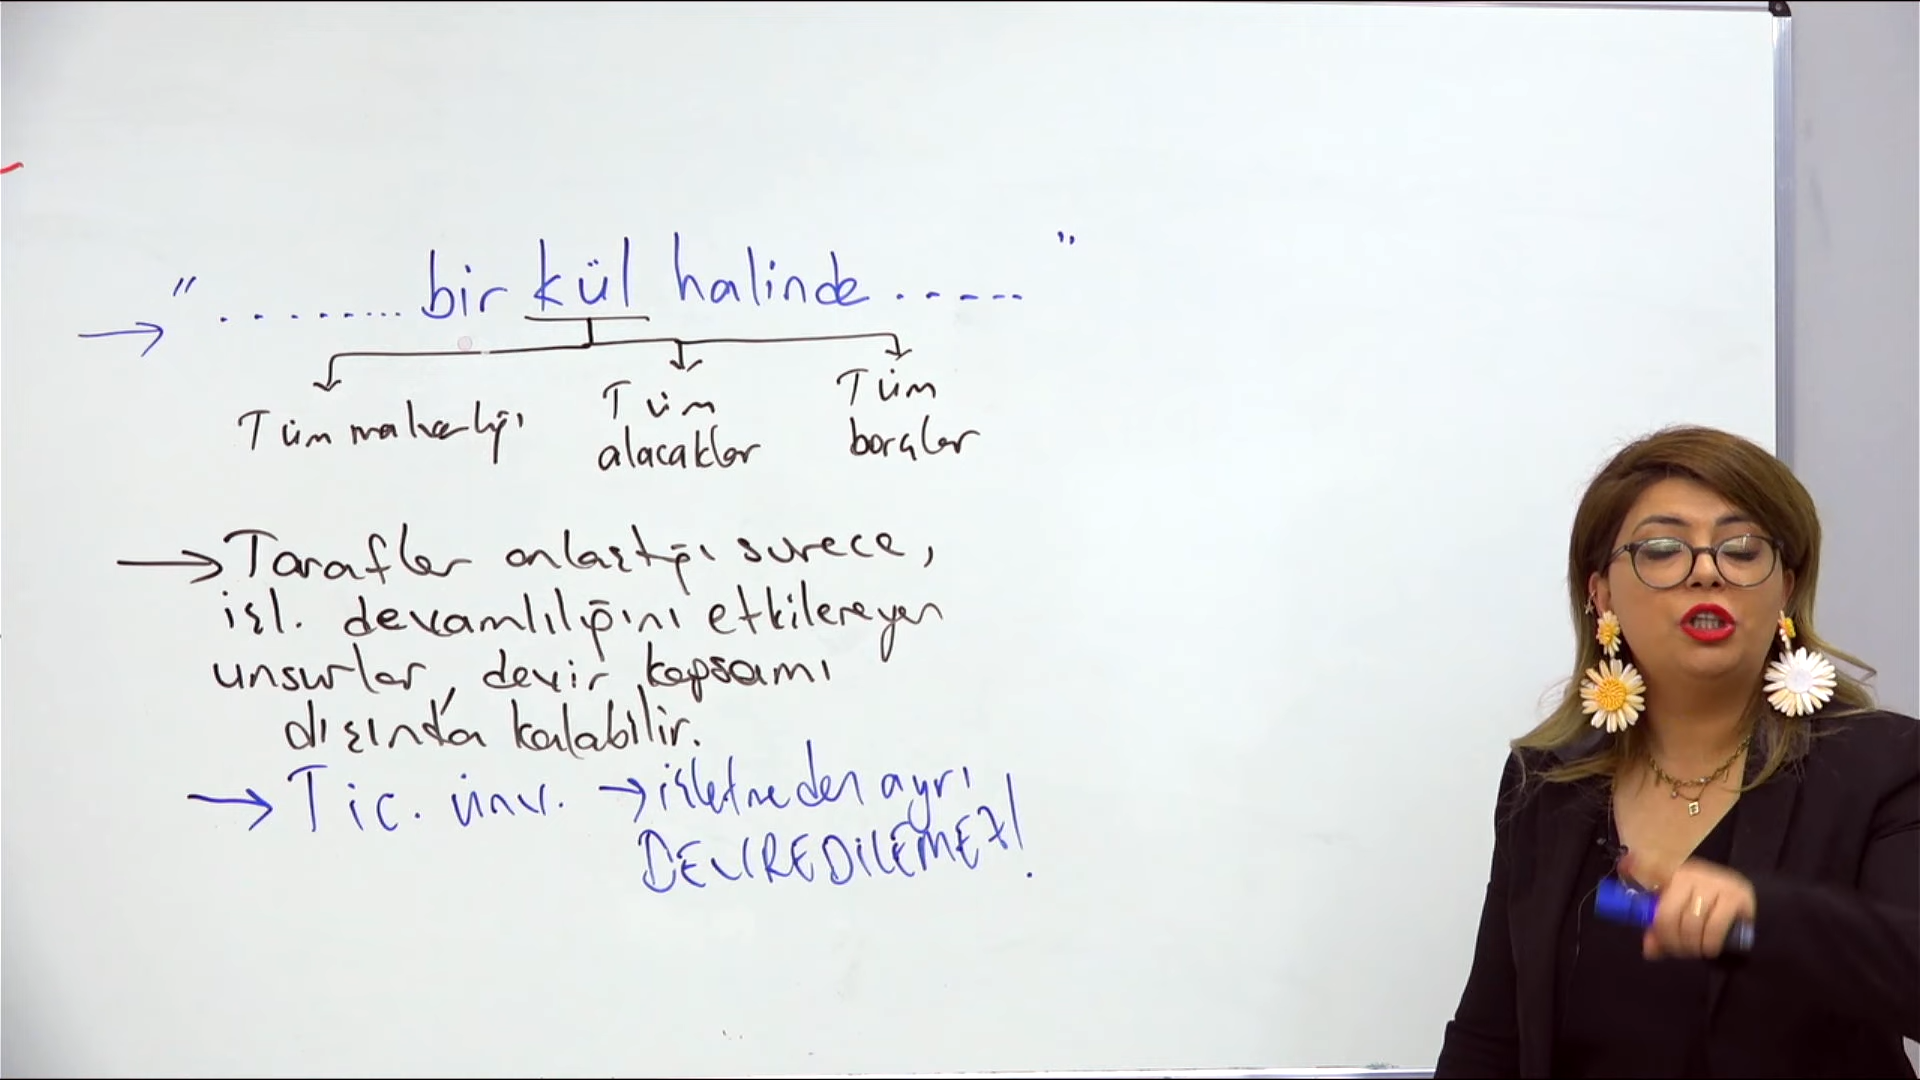 "......... bir kül halinde ....."
Tüm malvarlığı
Tüm
alacaklar
Tüm
borçlar
→ Taraflar anlaştığı sürece,
işl. devamlılığını etkilemeyen
unsurlar, devir kapsamı
dışında kalabilir.
→ Tic. ünv. → işletmeden ayrı
DEVREDİLEMEZ!